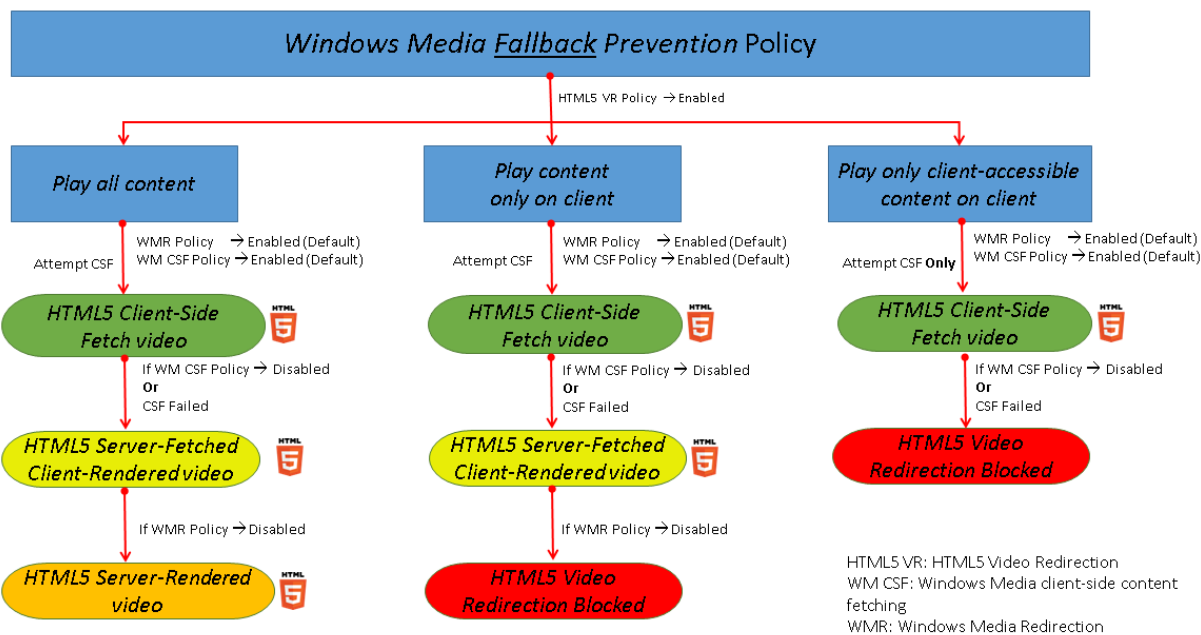 Windows Media Fallback Prevention Policy
HTML5 VR Policy → Enabled
Play all content
WMR Policy → Enabled (Default)
WM CSF Policy → Enabled (Default)
Attempt CSF
HTML5 Client-Side
Fetch video
HTML
5
If WM CSF Policy → Disabled
Or
CSF Failed
HTML5 Server-Fetched
Client-Rendered video
HTML
5
If WMR Policy → Disabled
HTML5 Server-Rendered
video
HTML
5
Play content
only on client
WMR Policy → Enabled (Default)
WM CSF Policy → Enabled (Default)
Attempt CSF
HTML5 Client-Side
Fetch video
HTML
5
If WM CSF Policy → Disabled
Or
CSF Failed
HTML5 Server-Fetched
Client-Rendered video
HTML
5
If WMR Policy → Disabled
HTML5 Video
Redirection Blocked
Play only client-accessible
content on client
WMR Policy → Enabled (Default)
WM CSF Policy → Enabled (Default)
Attempt CSF Only
HTML5 Client-Side
Fetch video
HTML
5
If WM CSF Policy → Disabled
Or
CSF Failed
HTML5 Video
Redirection Blocked
HTML5 VR: HTML5 Video Redirection
WM CSF: Windows Media client-side content
fetching
WMR: Windows Media Redirection